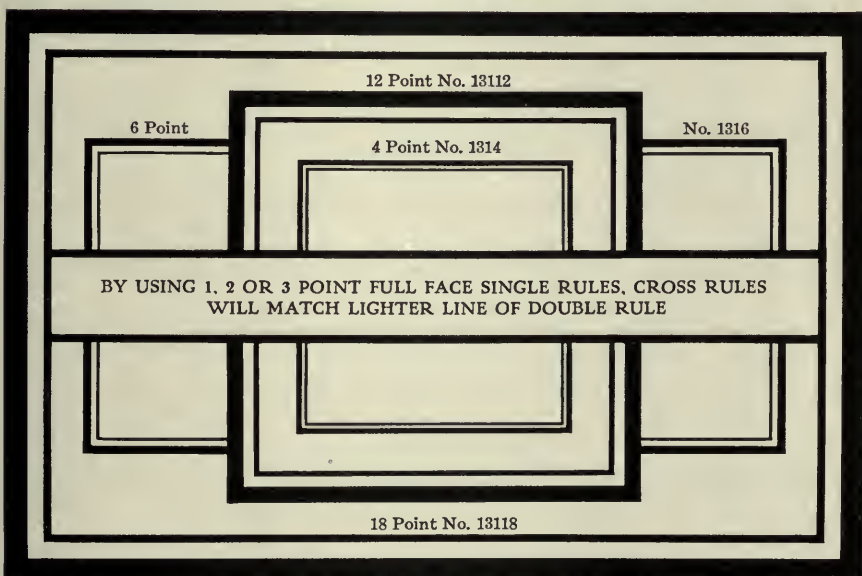 12 Point No. 13112
6 Point
No. 1316
4 Point No. 1314
BY USING 1, 2 OR 3 POINT FULL FACE SINGLE RULES, CROSS RULES
WILL MATCH LIGHTER LINE OF DOUBLE RULE
18 Point No. 13118